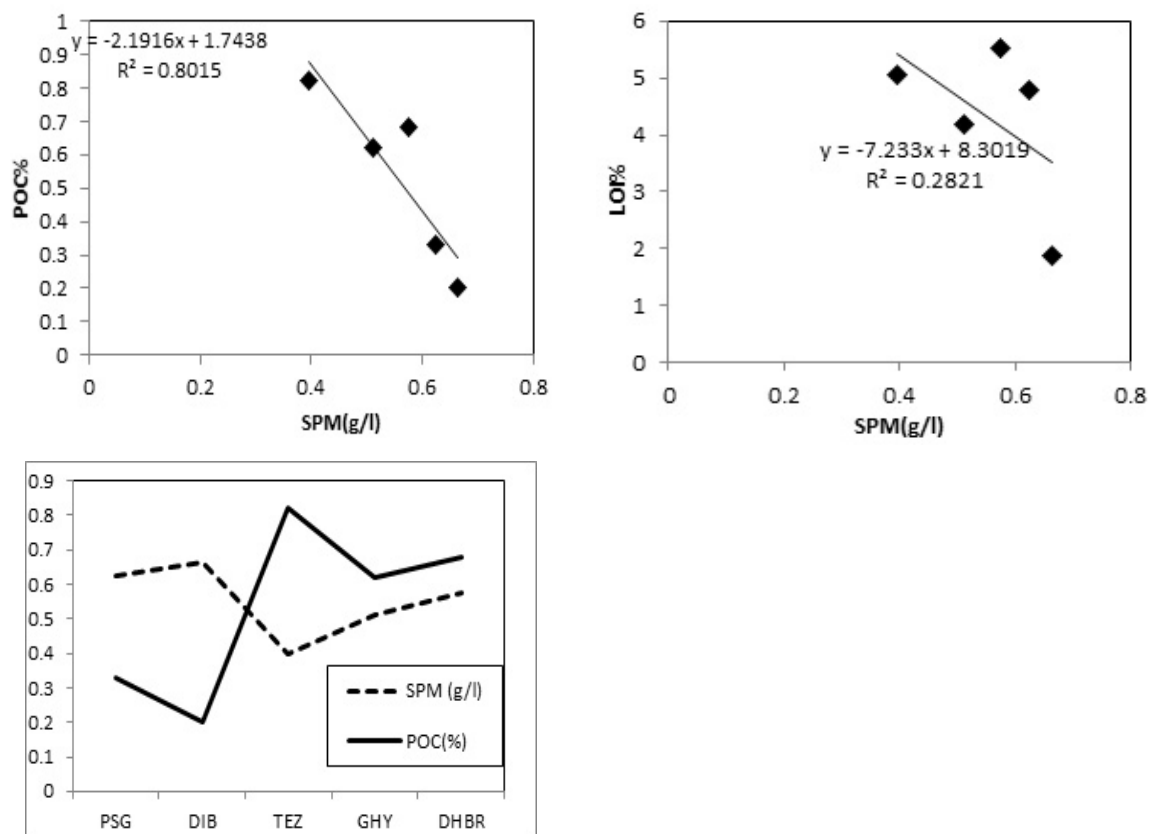 y = -2.1916x + 1.7438
R² = 0.8015
POC%
1
0.9
0.8
0.7
0.6
0.5
0.4
0.3
0.2
0.1
0
0 0.2 0.4 0.6 0.8
SPM(g/l)
y = -7.233x + 8.3019
R² = 0.2821
LOI%
6
5
4
3
2
1
0
0 0.2 0.4 0.6 0.8
SPM(g/l)
0.9
0.8
0.7
0.6
0.5
0.4
0.3
0.2
0.1
0
SPM (g/l)
POC(%)
PSG DIB TEZ GHY DHBR